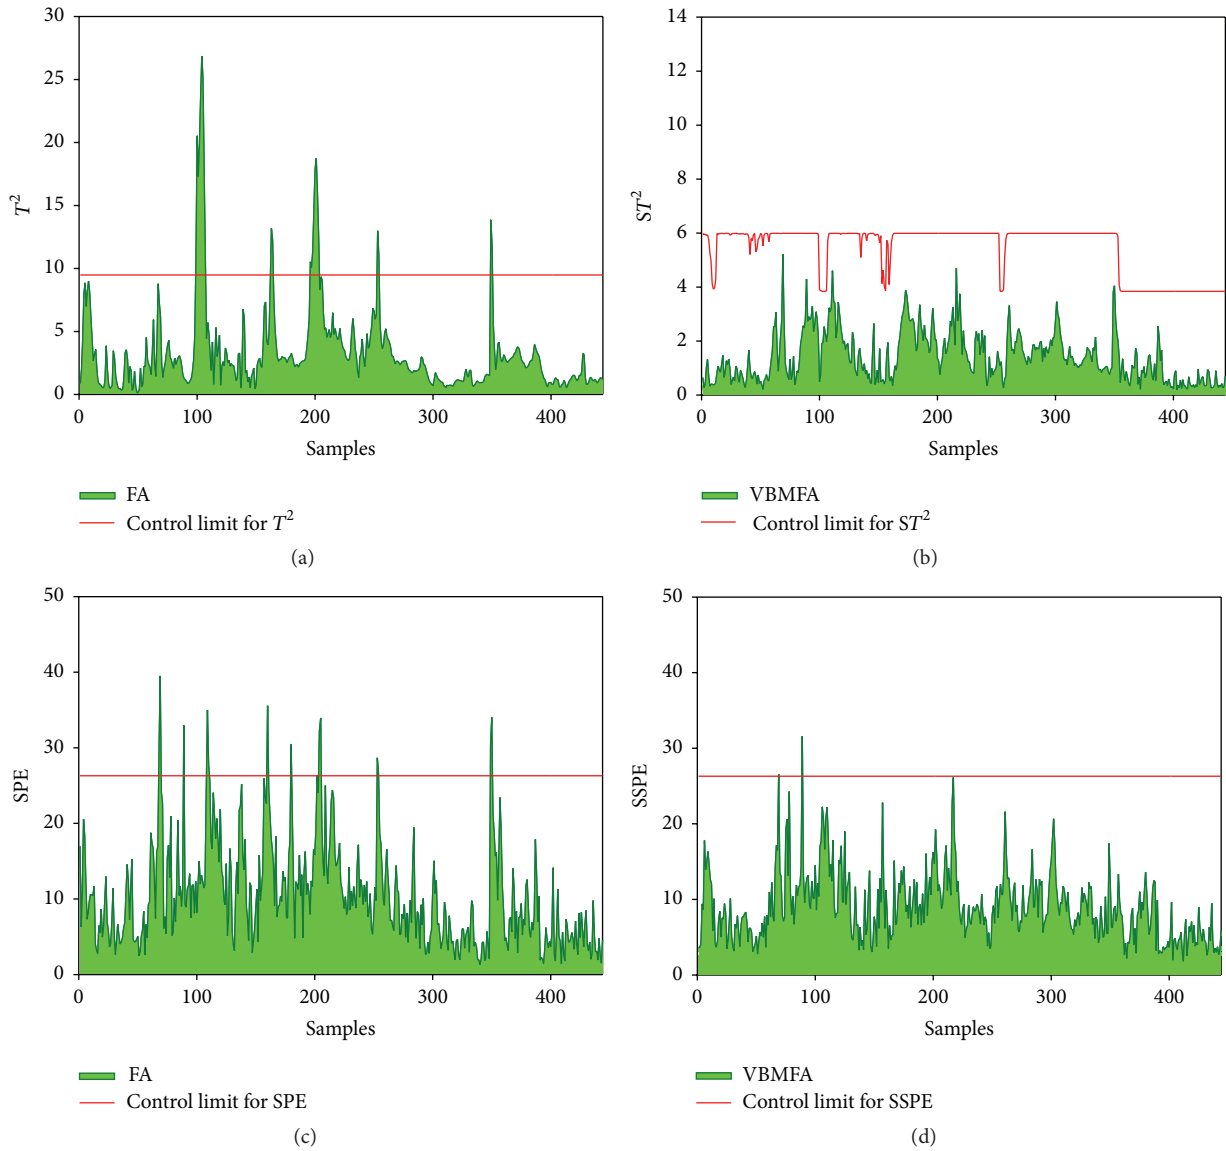 30
25
20
15
10
5
0
T²
0 100 200 300 400
Samples
FA
Control limit for T²
(a)
14
12
10
8
6
4
2
0
ST²
0 100 200 300 400
Samples
VBMFA
Control limit for ST²
(b)
50
40
30
20
10
0
SPE
0 100 200 300 400
Samples
FA
Control limit for SPE
(c)
50
40
30
20
10
0
SSPE
0 100 200 300 400
Samples
VBMFA
Control limit for SSPE
(d)